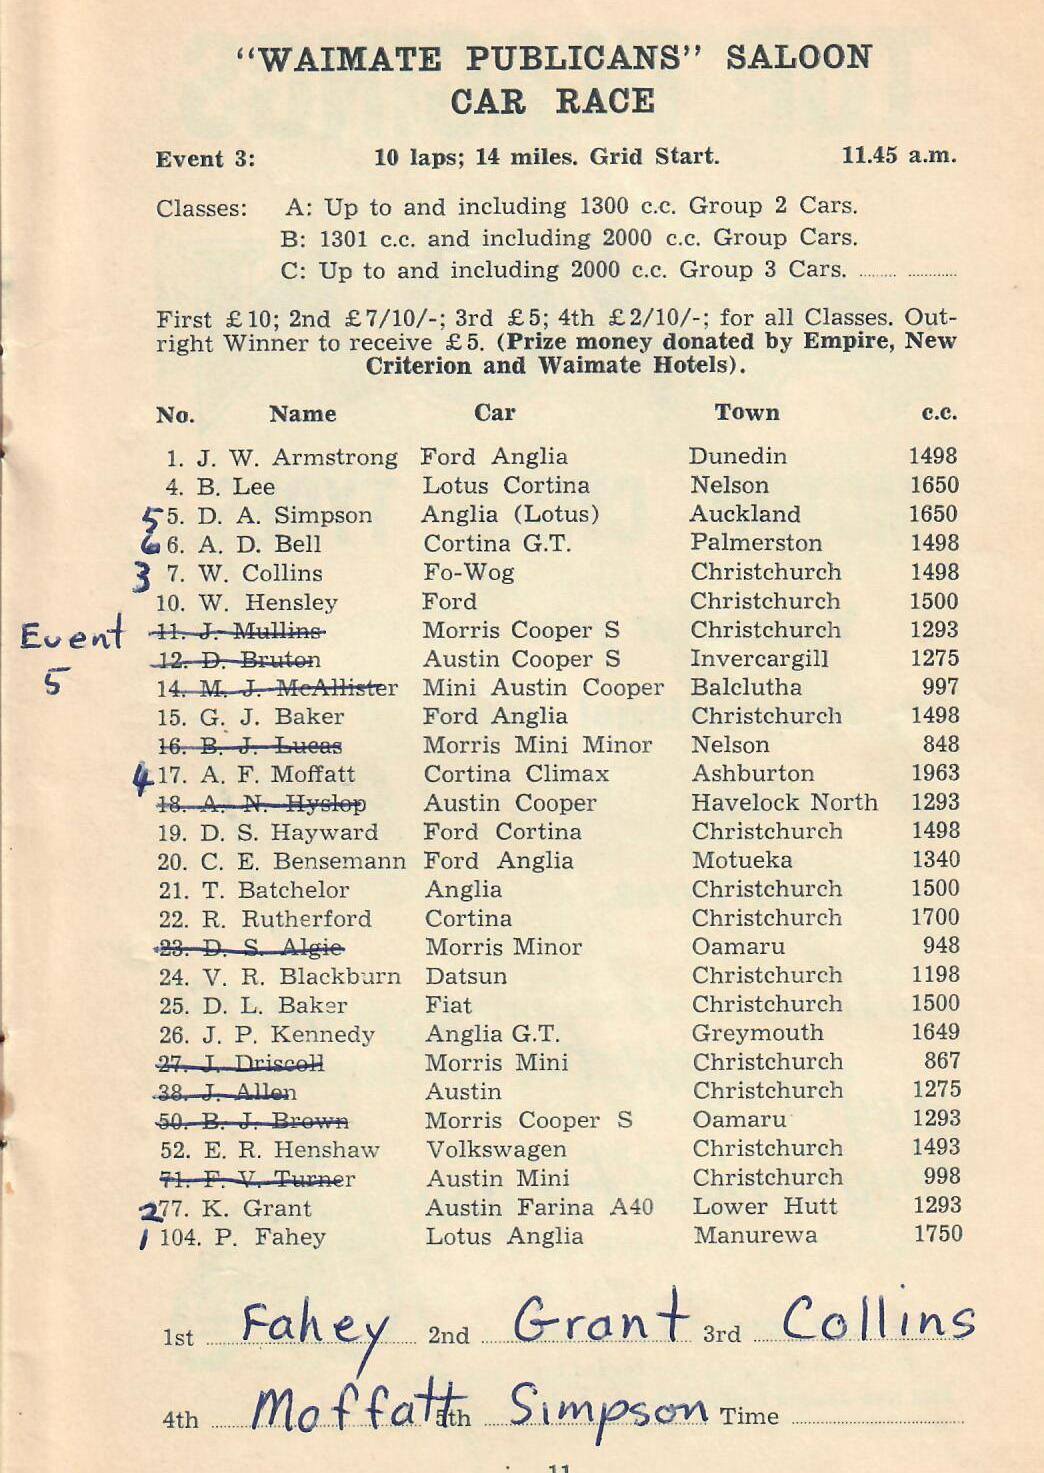 "WAIMATE PUBLICANS" SALOON
CAR RACE
Event 3: 10 laps; 14 miles. Grid Start. 11.45 a.m.
Classes: A: Up to and including 1300 c.c. Group 2 Cars.
B: 1301 c.c. and including 2000 c.c. Group Cars.
C: Up to and including 2000 c.c. Group 3 Cars. ......... ............
First £10; 2nd £7/10/-; 3rd £5; 4th £2/10/-; for all Classes. Out-
right Winner to receive £5. (Prize money donated by Empire, New
Criterion and Waimate Hotels).
No. Name Car Town c.c.
1. J. W. Armstrong Ford Anglia Dunedin 1498
4. B. Lee Lotus Cortina Nelson 1650
5 5. D. A. Simpson Anglia (Lotus) Auckland 1650
6 6. A. D. Bell Cortina G.T. Palmerston 1498
3 7. W. Collins Fo-Wog Christchurch 1498
10. W. Hensley Ford Christchurch 1500
Event 11. J. Mullins Morris Cooper S Christchurch 1293
12. D. Bruton Austin Cooper S Invercargill 1275
5 14. M. J. McAllister Mini Austin Cooper Balclutha 997
15. G. J. Baker Ford Anglia Christchurch 1498
16. B. J. Lucas Morris Mini Minor Nelson 848
4 17. A. F. Moffatt Cortina Climax Ashburton 1963
18. A. N. Hyslop Austin Cooper Havelock North 1293
19. D. S. Hayward Ford Cortina Christchurch 1498
20. C. E. Bensemann Ford Anglia Motueka 1340
21. T. Batchelor Anglia Christchurch 1500
22. R. Rutherford Cortina Christchurch 1700
23. D. S. Algie Morris Minor Oamaru 948
24. V. R. Blackburn Datsun Christchurch 1198
25. D. L. Baker Fiat Christchurch 1500
26. J. P. Kennedy Anglia G.T. Greymouth 1649
27. J. Driscoll Morris Mini Christchurch 867
38. J. Allen Austin Christchurch 1275
50. B. J. Brown Morris Cooper S Oamaru 1293
52. E. R. Henshaw Volkswagen Christchurch 1493
71. F. V. Turner Austin Mini Christchurch 998
2 77. K. Grant Austin Farina A40 Lower Hutt 1293
1 104. P. Fahey Lotus Anglia Manurewa 1750
1st Fahey 2nd Grant 3rd Collins
4th Moffatt 5th Simpson Time
11